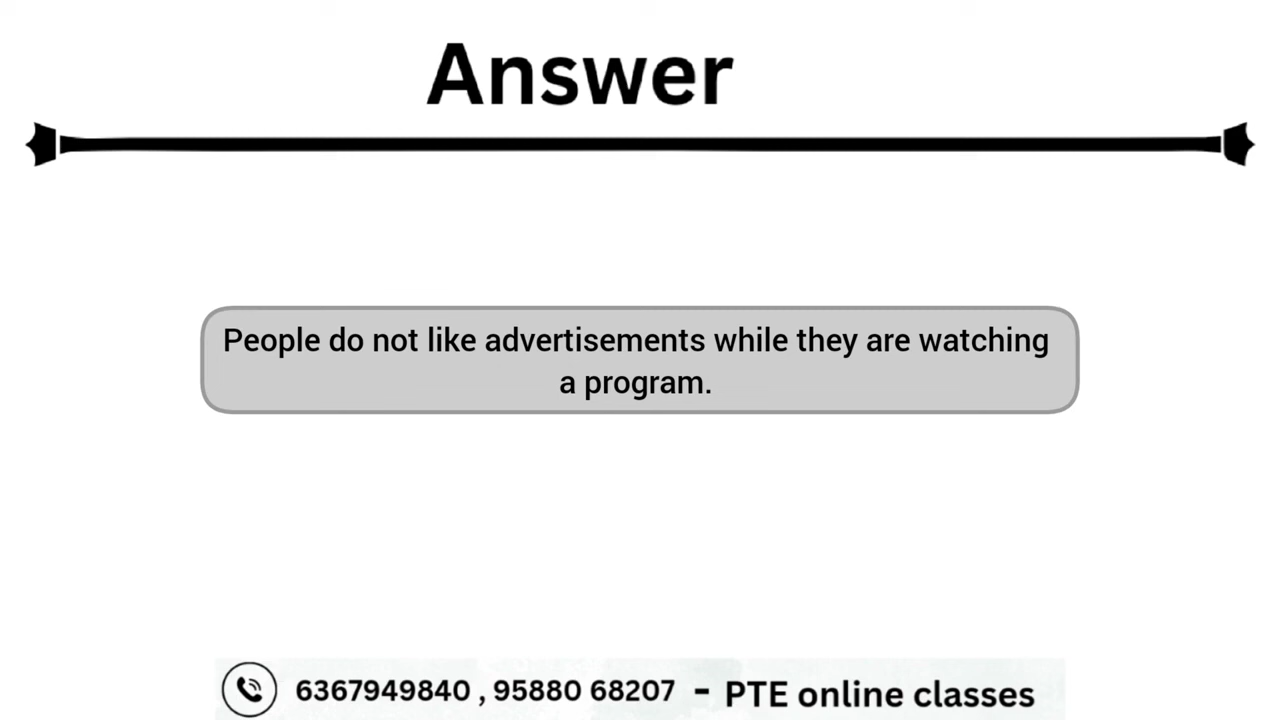 Answer
People do not like advertisements while they are watching
a program.
6367949840 , 95880 68207 - PTE online classes